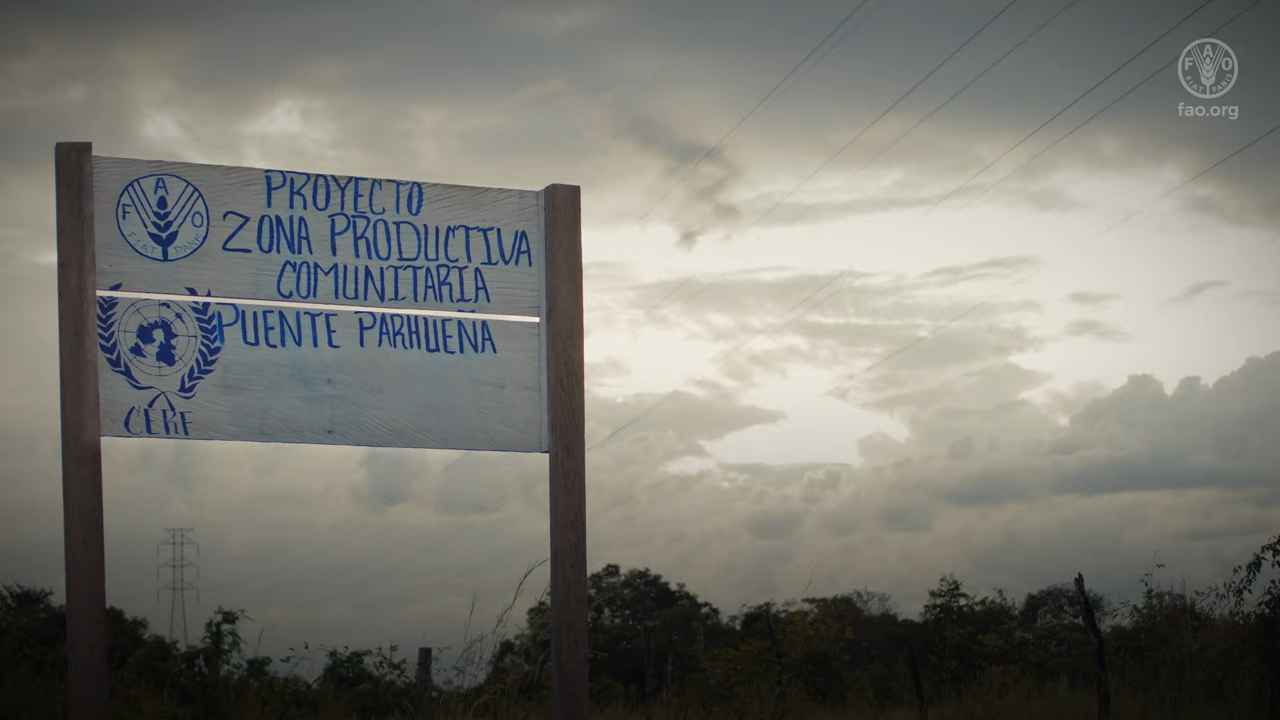 FAO
FIAT PANIS
fao.org
PROYECTO
ZONA PRODUCTIVA
COMUNITARIA
PUENTE PARHUEÑA
FAO
FIAT PANIS
CERF